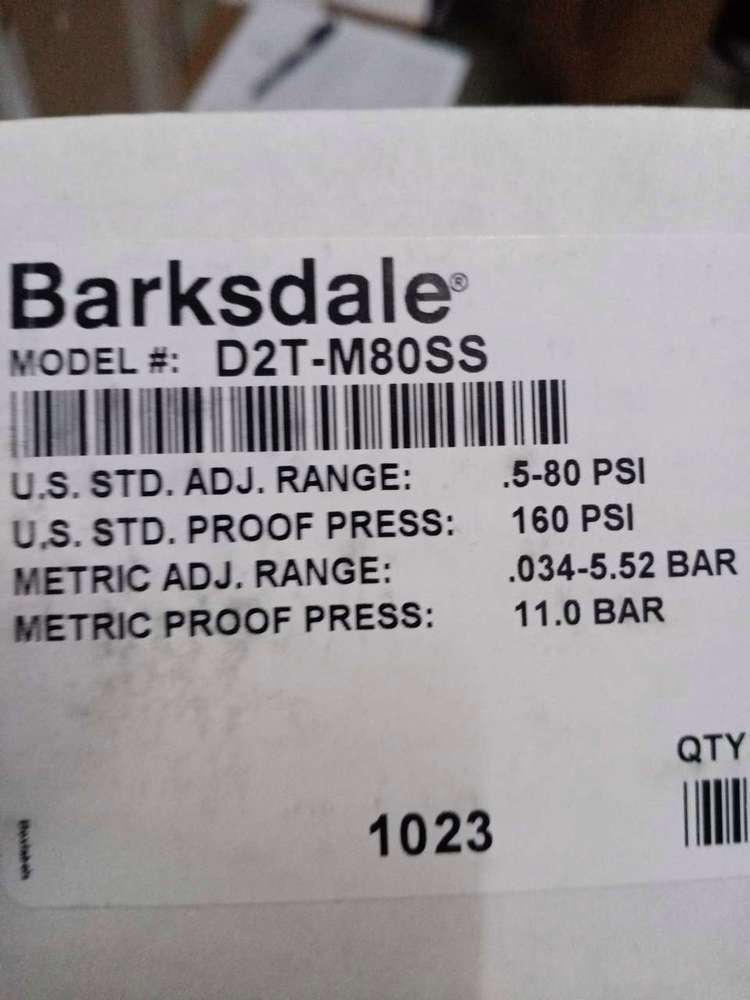 Barksdale®
MODEL #: D2T-M80SS
U.S. STD. ADJ. RANGE: .5-80 PSI
U.S. STD. PROOF PRESS: 160 PSI
METRIC ADJ. RANGE: .034-5.52 BAR
METRIC PROOF PRESS: 11.0 BAR
QTY
1023